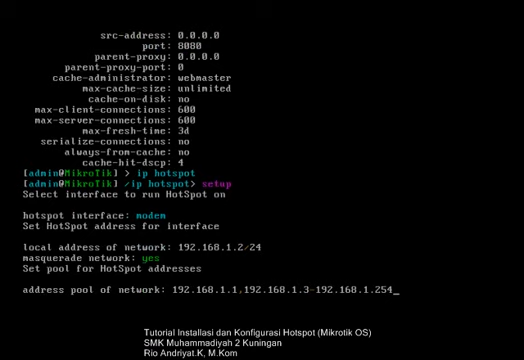 src-address: 0.0.0.0
port: 8080
parent-proxy: 0.0.0.0
parent-proxy-port: 0
cache-administrator: webmaster
max-cache-size: unlimited
cache-on-disk: no
max-client-connections: 600
max-server-connections: 600
max-fresh-time: 3d
serialize-connections: no
always-from-cache: no
cache-hit-dscp: 4
[admin@MikroTik] > ip hotspot
[admin@MikroTik] /ip hotspot> setup
Select interface to run HotSpot on
hotspot interface: modem
Set HotSpot address for interface
local address of network: 192.168.1.2/24
masquerade network: yes
Set pool for HotSpot addresses
address pool of network: 192.168.1.1,192.168.1.3-192.168.1.254_
Tutorial Installasi dan Konfigurasi Hotspot (Mikrotik OS)
SMK Muhammadiyah 2 Kuningan
Rio Andriyat.K, M.Kom